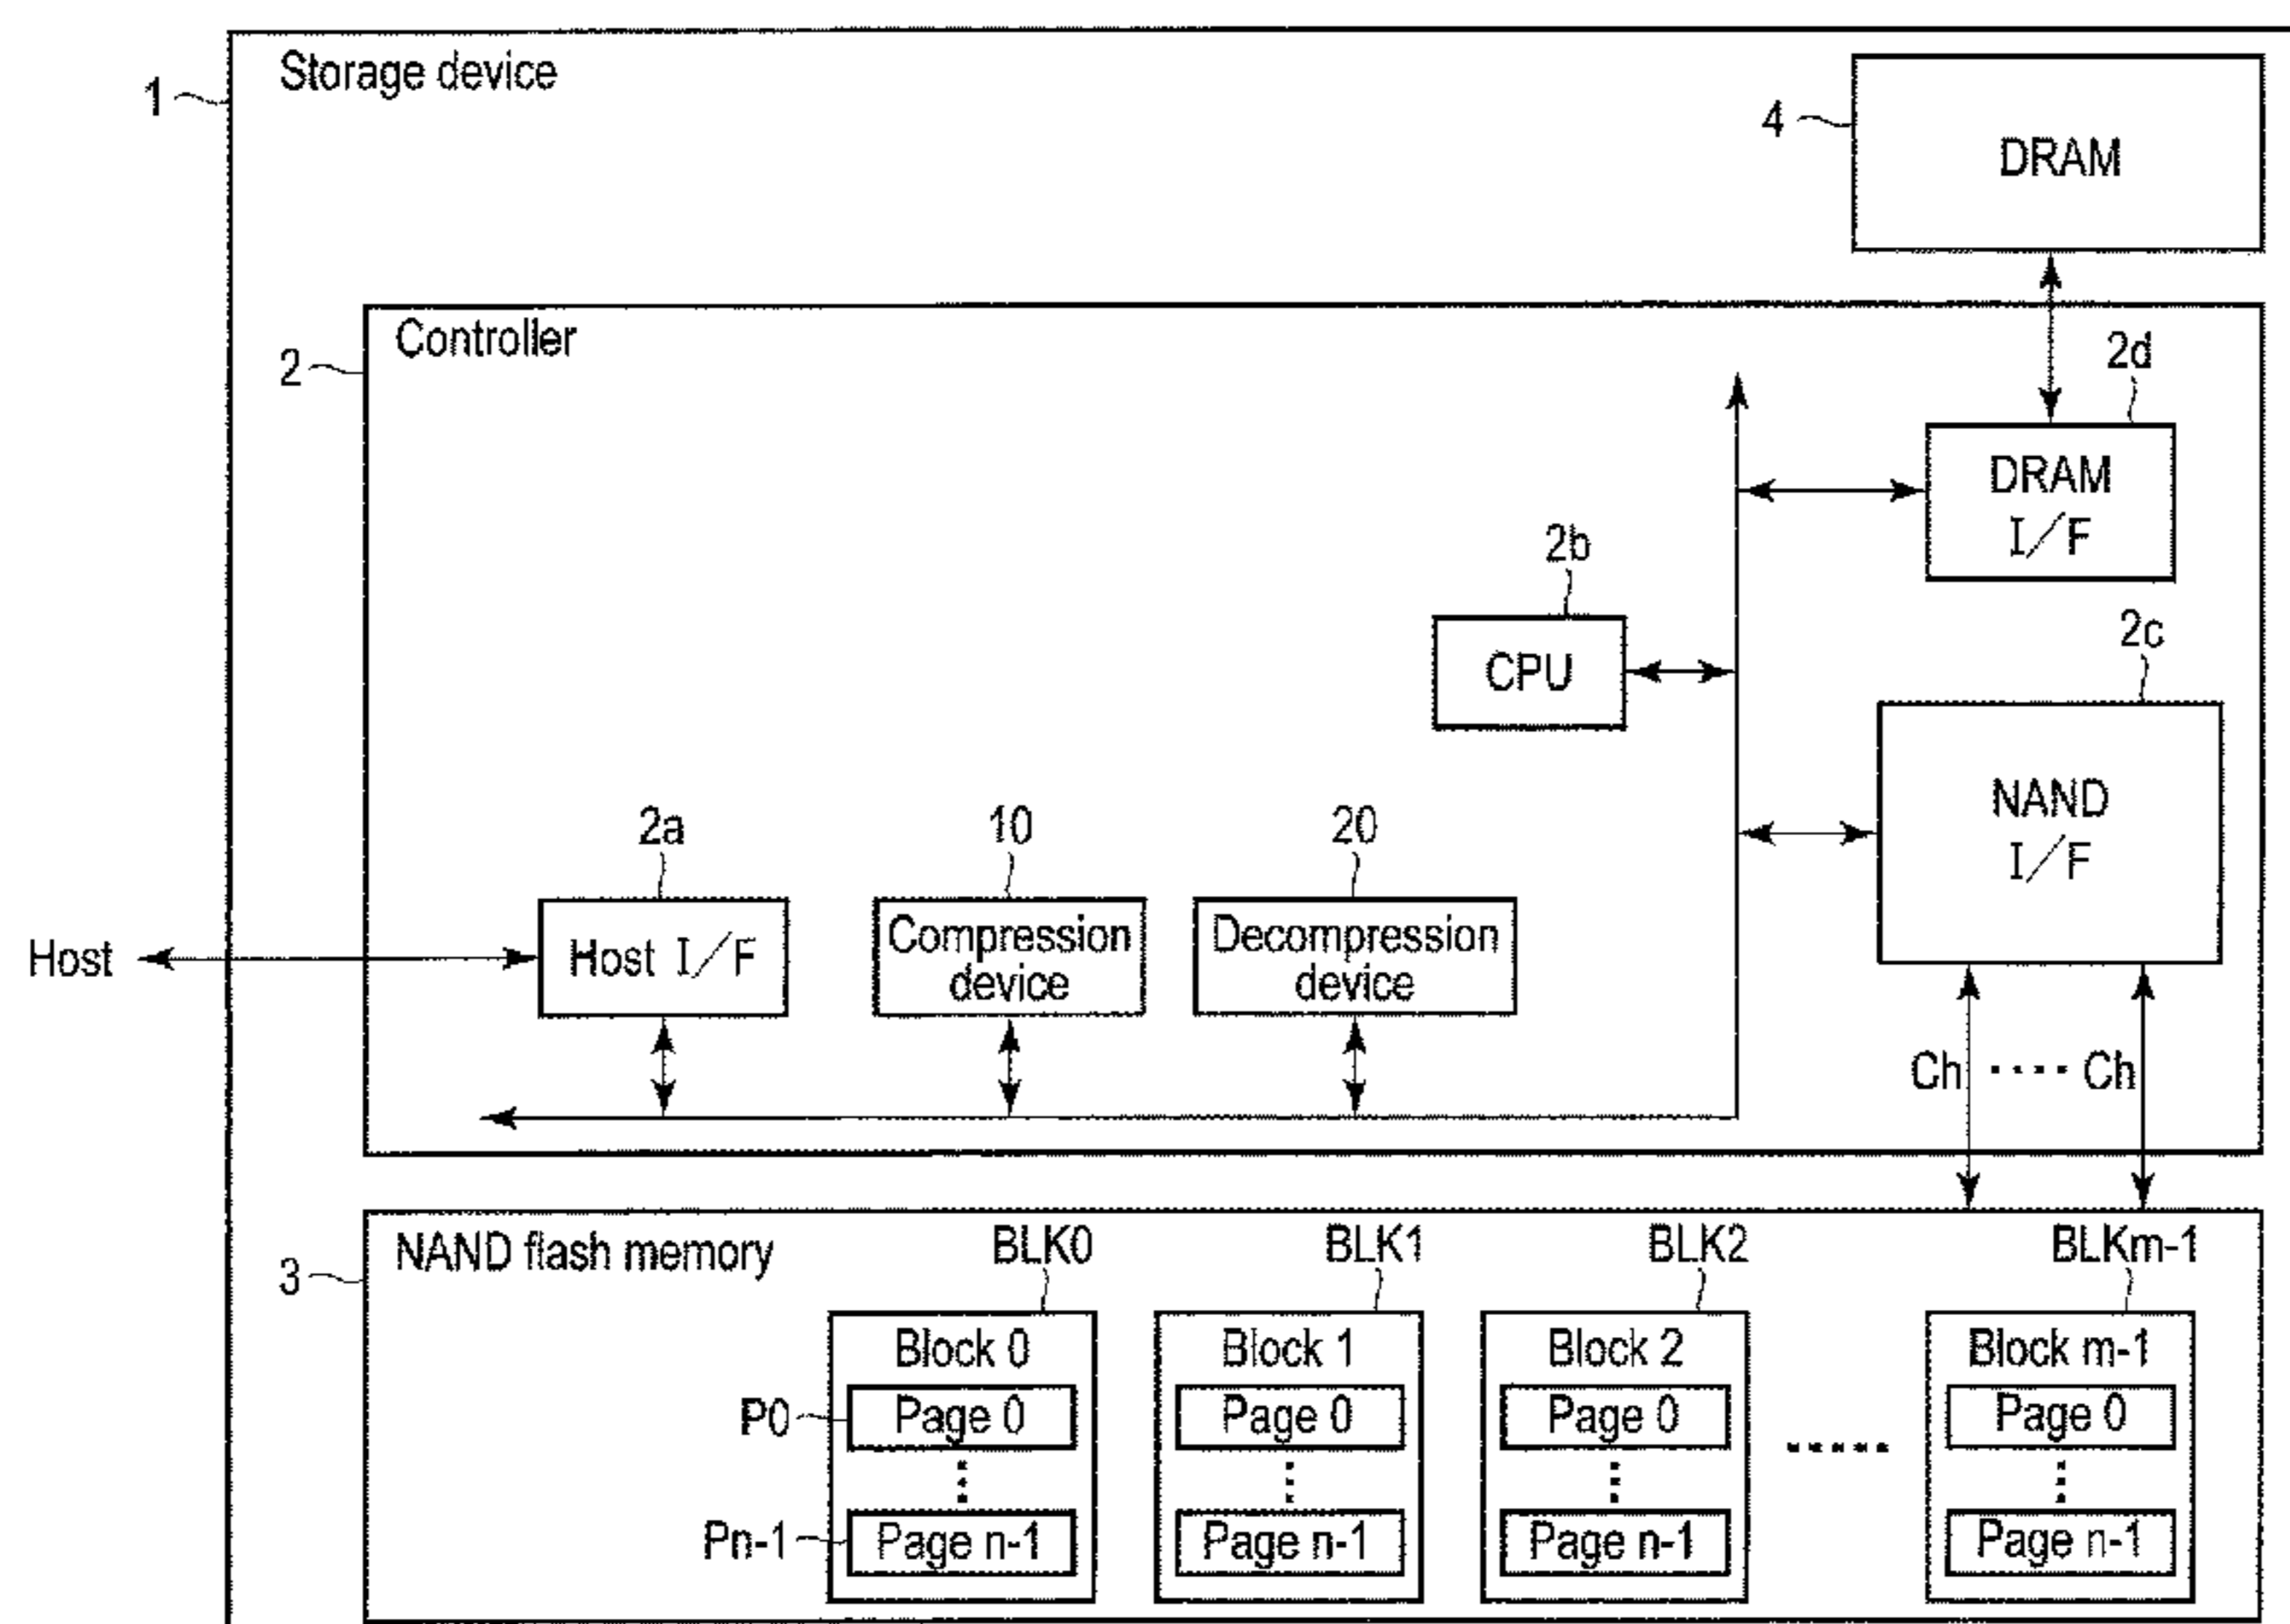 Storage device
1
4
DRAM
Controller
2
2d
DRAM
I/F
2b
CPU
2c
NAND
I/F
2a
10
20
Host
Host I/F
Compression
device
Decompression
device
Ch ···· Ch
NAND flash memory
3
BLK0
BLK1
BLK2
BLKm-1
Block 0
Block 1
Block 2
Block m-1
P0
Page 0
Page 0
Page 0
Page 0
Pn-1
Page n-1
Page n-1
Page n-1
Page n-1